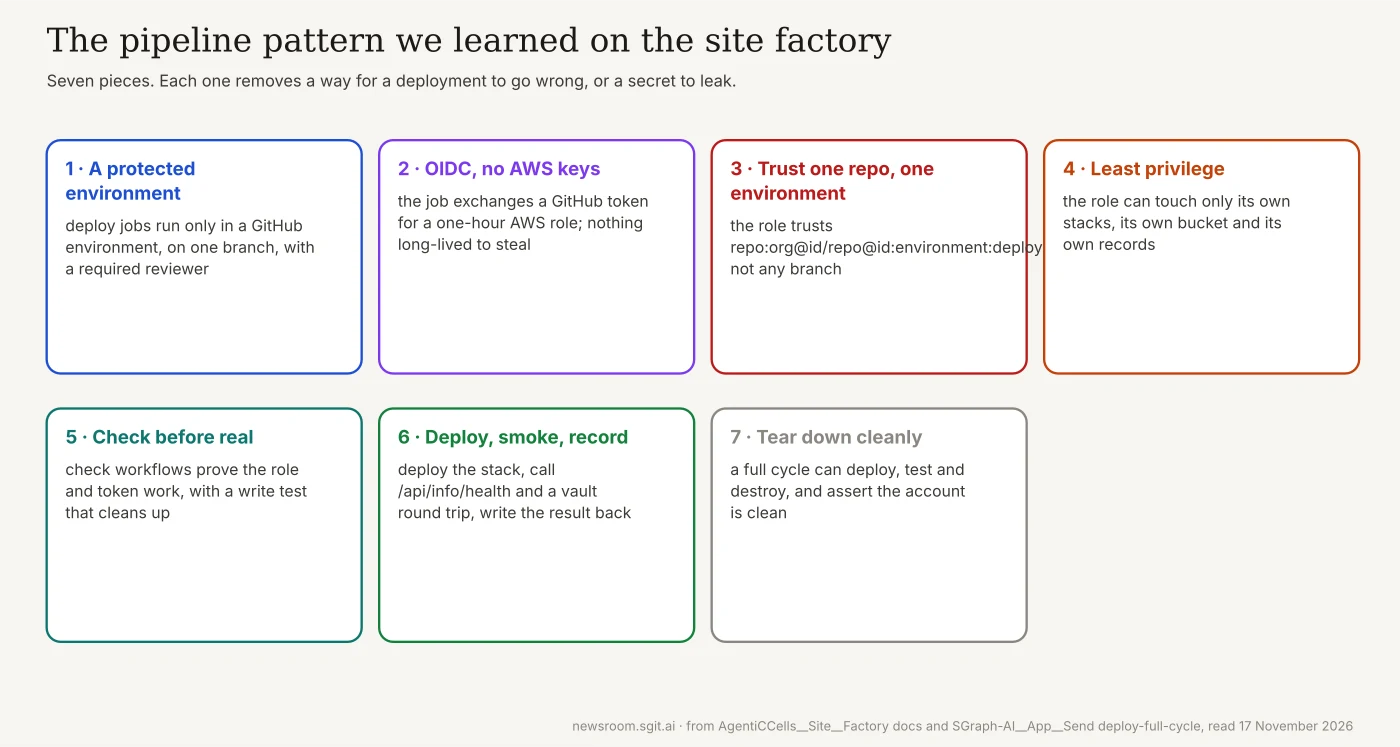 The pipeline pattern we learned on the site factory
Seven pieces. Each one removes a way for a deployment to go wrong, or a secret to leak.
1 · A protected
environment
deploy jobs run only in a GitHub
environment, on one branch, with
a required reviewer
2 · OIDC, no AWS keys
the job exchanges a GitHub token
for a one-hour AWS role; nothing
long-lived to steal
3 · Trust one repo, one
environment
the role trusts
repo:org@id/repo@id:environment:deploy
not any branch
4 · Least privilege
the role can touch only its own
stacks, its own bucket and its
own records
5 · Check before real
check workflows prove the role
and token work, with a write test
that cleans up
6 · Deploy, smoke, record
deploy the stack, call
/api/info/health and a vault
round trip, write the result back
7 · Tear down cleanly
a full cycle can deploy, test and
destroy, and assert the account
is clean
newsroom.sgit.ai · from AgentiCCells__Site__Factory docs and SGraph-AI__App__Send deploy-full-cycle, read 17 November 2026